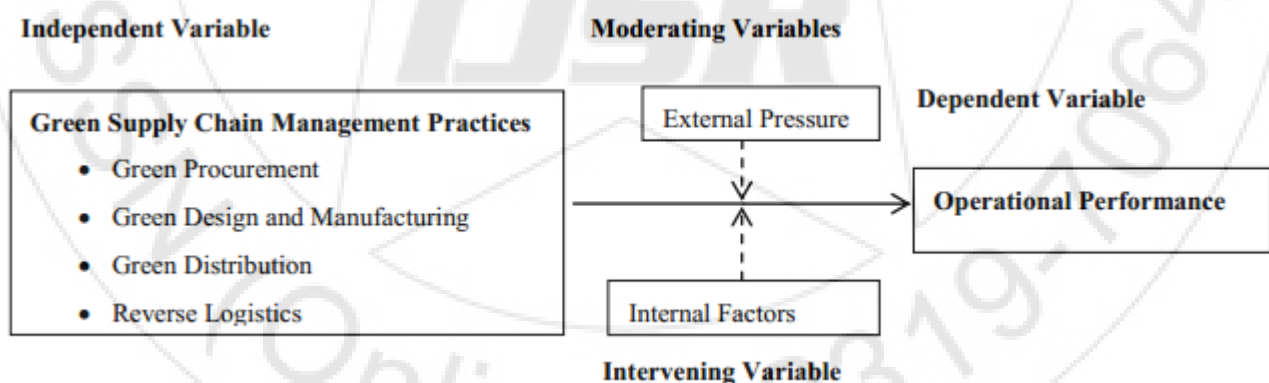 Independent Variable
Moderating Variables
Dependent Variable
Green Supply Chain Management Practices
• Green Procurement
• Green Design and Manufacturing
• Green Distribution
• Reverse Logistics
External Pressure
Operational Performance
Internal Factors
Intervening Variable